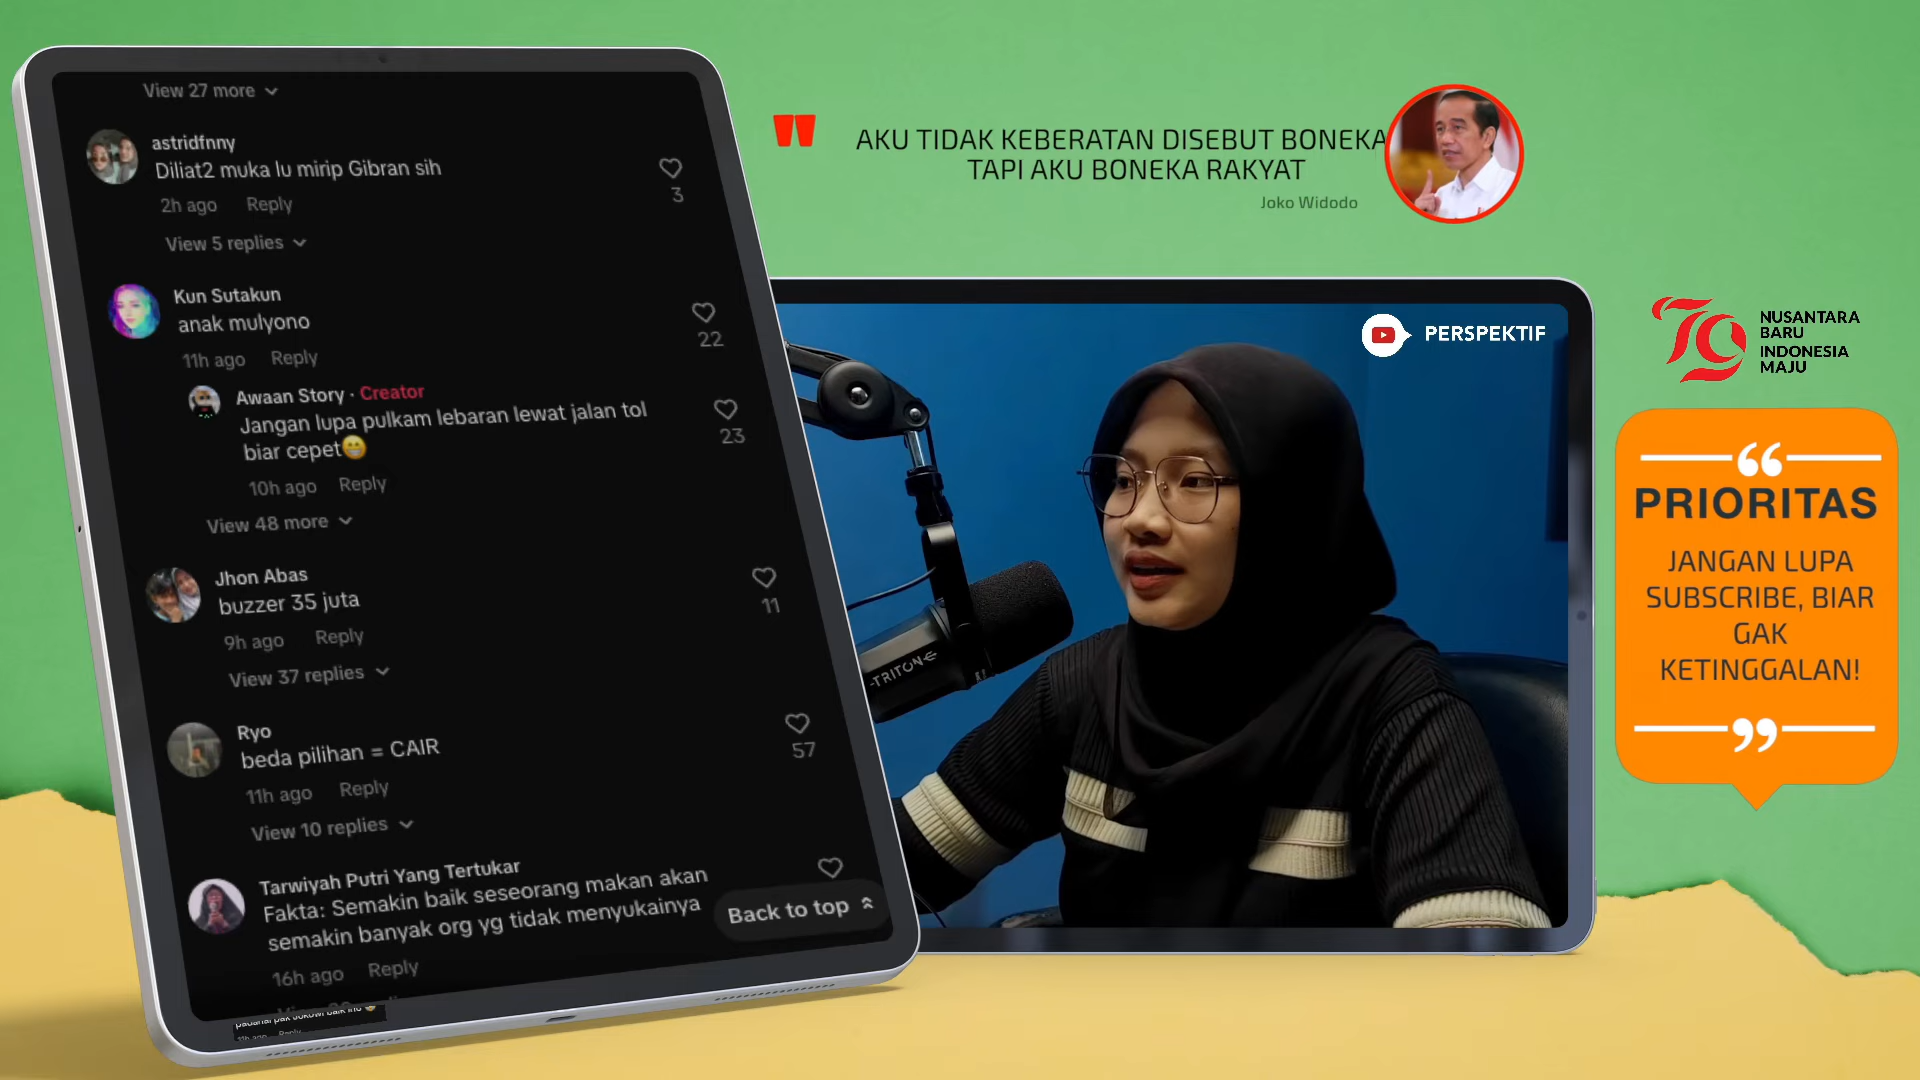 View 27 more
astridfnny
Diliat2 muka lu mirip Gibran sih
3
2h ago Reply
View 5 replies
Kun Sutakun
anak mulyono
22
11h ago Reply
Awaan Story · Creator
Jangan lupa pulkam lebaran lewat jalan tol
biar cepet😁
23
10h ago Reply
View 48 more
Jhon Abas
buzzer 35 juta
11
9h ago Reply
View 37 replies
Ryo
beda pilihan = CAIR
57
11h ago Reply
View 10 replies
Tarwiyah Putri Yang Tertukar
Fakta: Semakin baik seseorang makan akan
semakin banyak org yg tidak menyukainya
Back to top
16h ago Reply
11h ago Reply
"
AKU TIDAK KEBERATAN DISEBUT BONEKA
TAPI AKU BONEKA RAKYAT
Joko Widodo
PERSPEKTIF
TRITON
79
NUSANTARA
BARU
INDONESIA
MAJU
“
PRIORITAS
JANGAN LUPA
SUBSCRIBE, BIAR
GAK
KETINGGALAN!
”